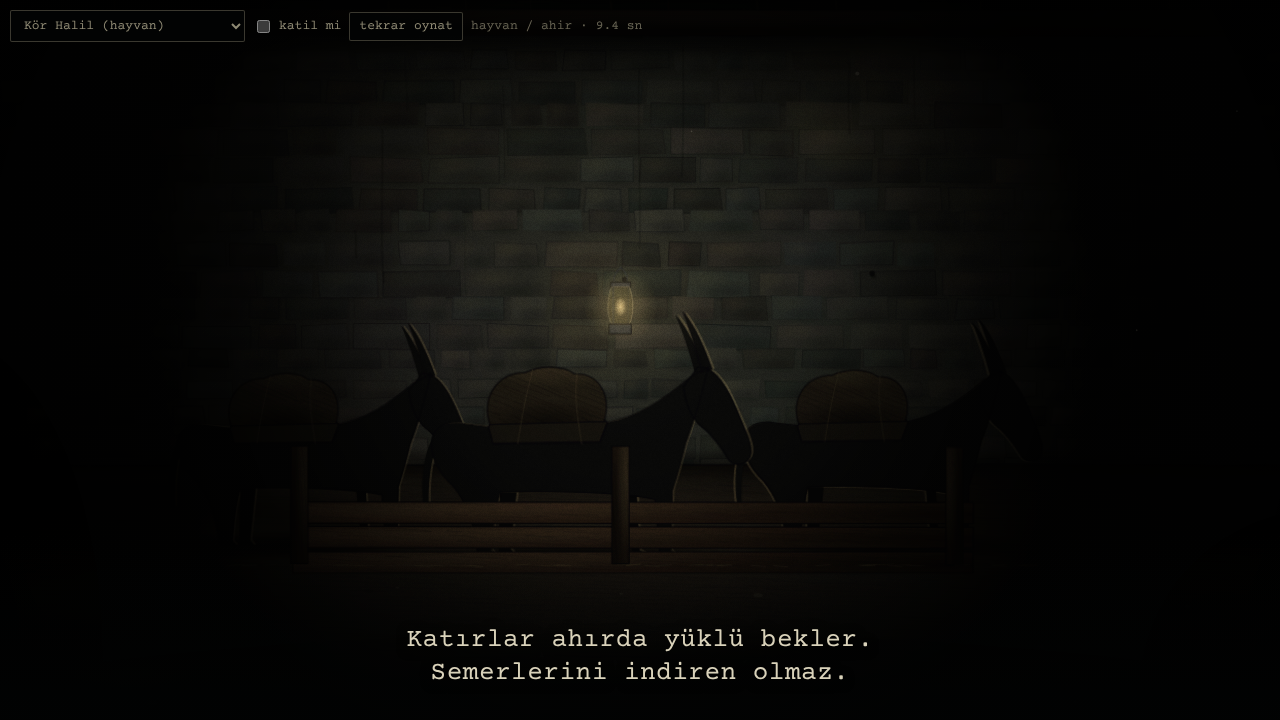 Kör Halil (hayvan)
katil mi
tekrar oynat
hayvan / ahir · 9.4 sn
Katırlar ahırda yüklü bekler.
Semerlerini indiren olmaz.